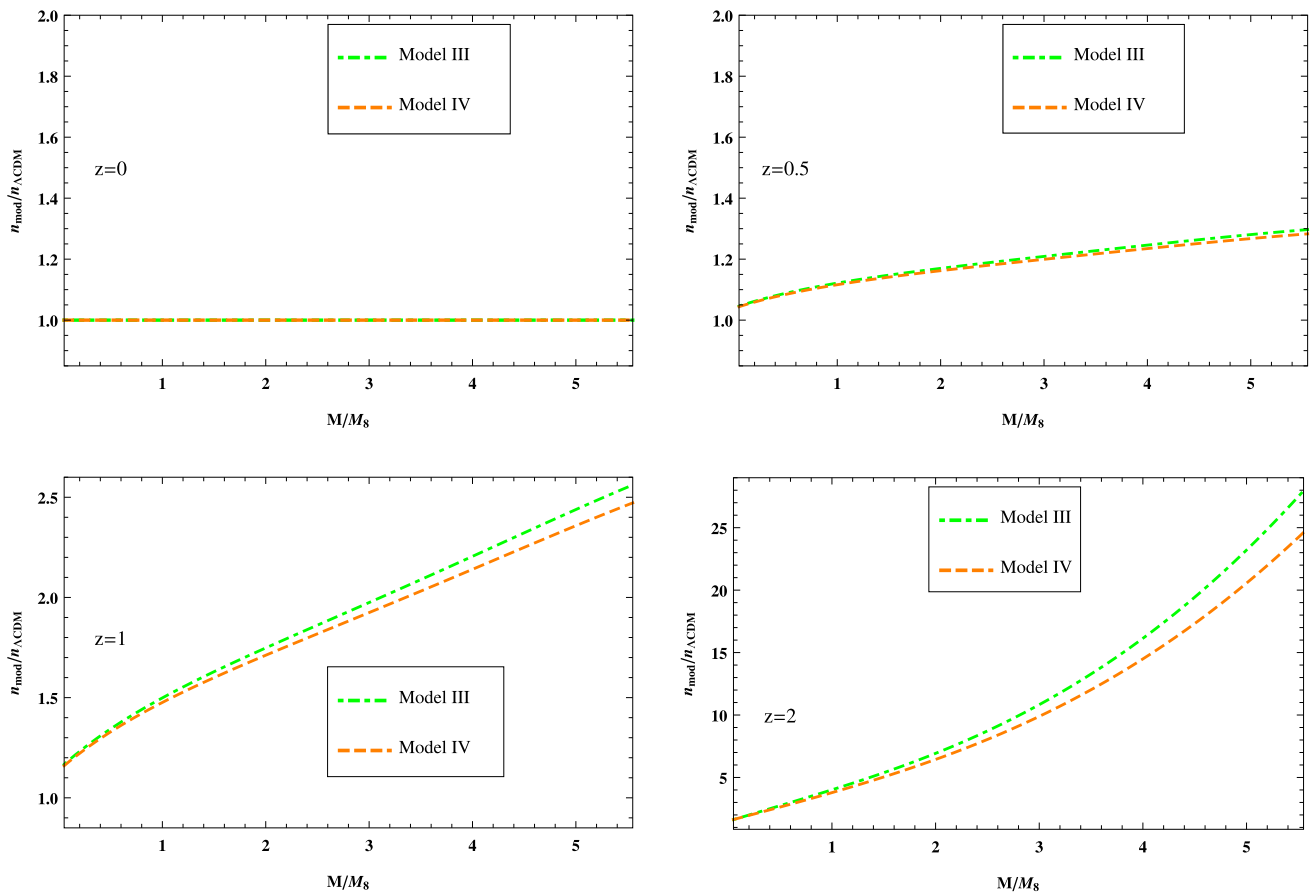 2.0
1.8
1.6
1.4
1.2
1.0
n_mod/n_ΛCDM
Model III
Model IV
z=0
1 2 3 4 5
M/M_8
2.0
1.8
1.6
1.4
1.2
1.0
n_mod/n_ΛCDM
Model III
Model IV
z=0.5
1 2 3 4 5
M/M_8
2.5
2.0
1.5
1.0
n_mod/n_ΛCDM
z=1
Model III
Model IV
1 2 3 4 5
M/M_8
25
20
15
10
5
n_mod/n_ΛCDM
Model III
Model IV
z=2
1 2 3 4 5
M/M_8